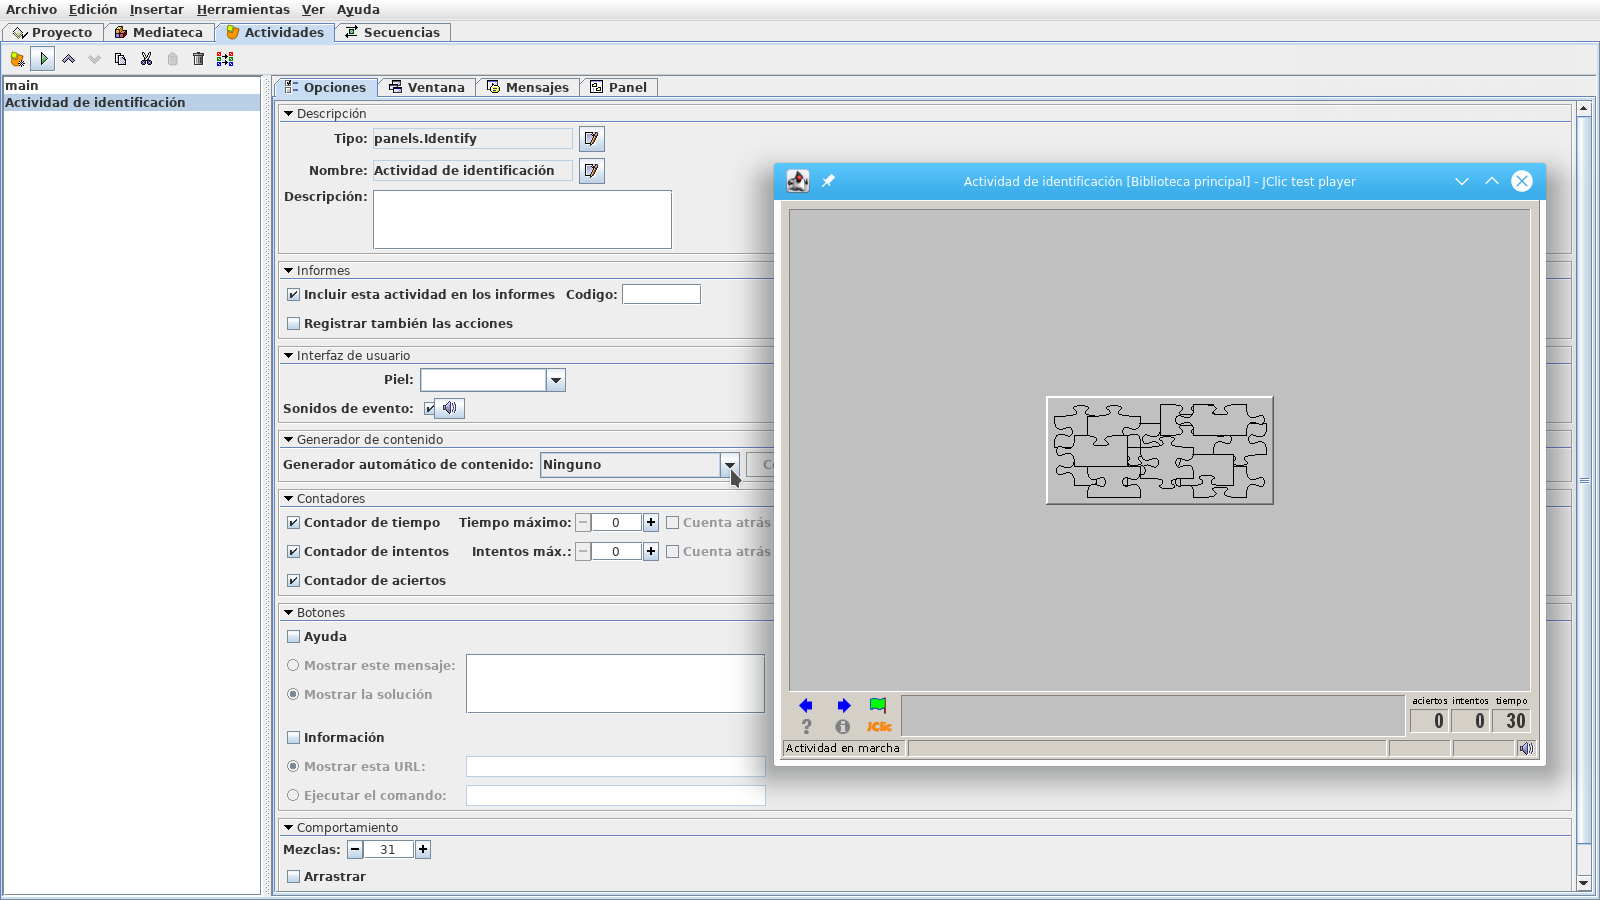 Archivo Edición Insertar Herramientas Ver Ayuda
Proyecto Mediateca Actividades Secuencias
main
Actividad de identificación
Opciones Ventana Mensajes Panel
Descripción
Tipo: panels.Identify
Nombre: Actividad de identificación
Descripción:
Informes
Incluir esta actividad en los informes Codigo:
Registrar también las acciones
Interfaz de usuario
Piel:
Sonidos de evento:
Generador de contenido
Generador automático de contenido: Ninguno
Contadores
Contador de tiempo Tiempo máximo: 0 Cuenta atrás
Contador de intentos Intentos máx.: 0 Cuenta atrás
Contador de aciertos
Botones
Ayuda
Mostrar este mensaje:
Mostrar la solución
Información
Mostrar esta URL:
Ejecutar el comando:
Comportamiento
Mezclas: 31
Arrastrar
Actividad de identificación [Biblioteca principal] - JClic test player
aciertos intentos tiempo
0 0 30
JClic
Actividad en marcha